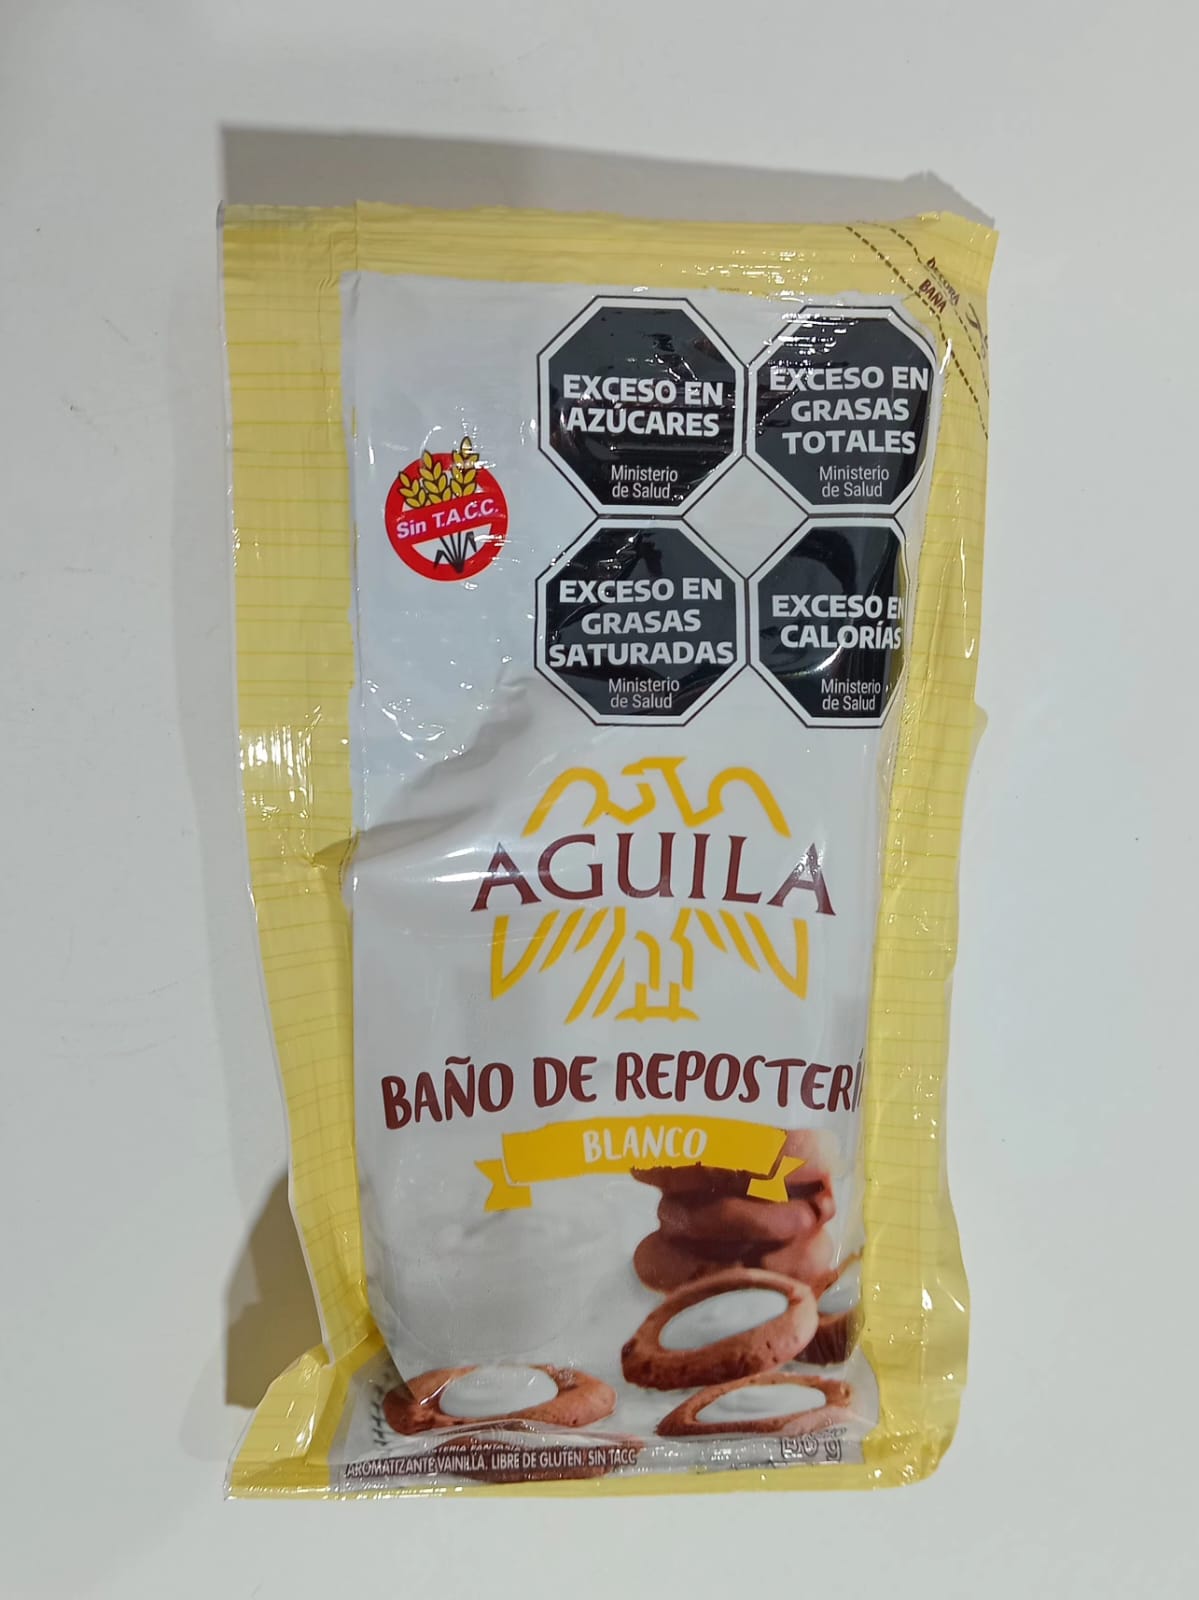 DECORÁ
BAÑÁ
EXCESO EN
AZÚCARES
Ministerio
de Salud
EXCESO EN
GRASAS
TOTALES
Ministerio
de Salud
Sin T.A.C.C.
EXCESO EN
GRASAS
SATURADAS
Ministerio
de Salud
EXCESO EN
CALORÍAS
Ministerio
de Salud
AGUILA
BAÑO DE REPOSTERÍ
BLANCO
AROMATIZANTE VAINILLA. LIBRE DE GLUTEN. SIN TACC